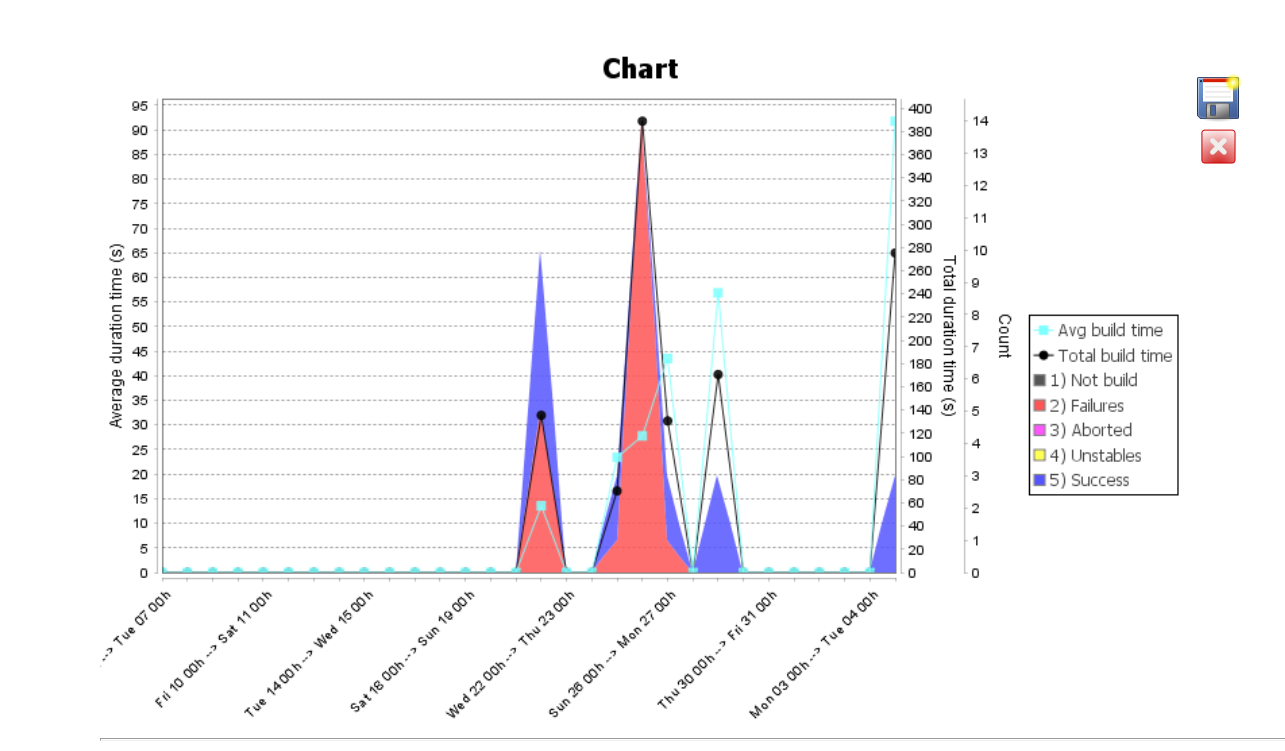 Chart
Average duration time (s)
95
90
85
80
75
70
65
60
55
50
45
40
35
30
25
20
15
10
5
0
400
380
360
340
320
300
280
260
240
220
200
180
160
140
120
100
80
60
40
20
0
Total duration time (s)
14
13
12
11
10
9
8
7
6
5
4
3
2
1
0
Count
Avg build time
Total build time
1) Not build
2) Failures
3) Aborted
4) Unstables
5) Success
--> Tue 07 00h
Fri 10 00h --> Sat 11 00h
Tue 14 00h --> Wed 15 00h
Sat 18 00h --> Sun 19 00h
Wed 22 00h --> Thu 23 00h
Sun 26 00h --> Mon 27 00h
Thu 30 00h --> Fri 31 00h
Mon 03 00h --> Tue 04 00h